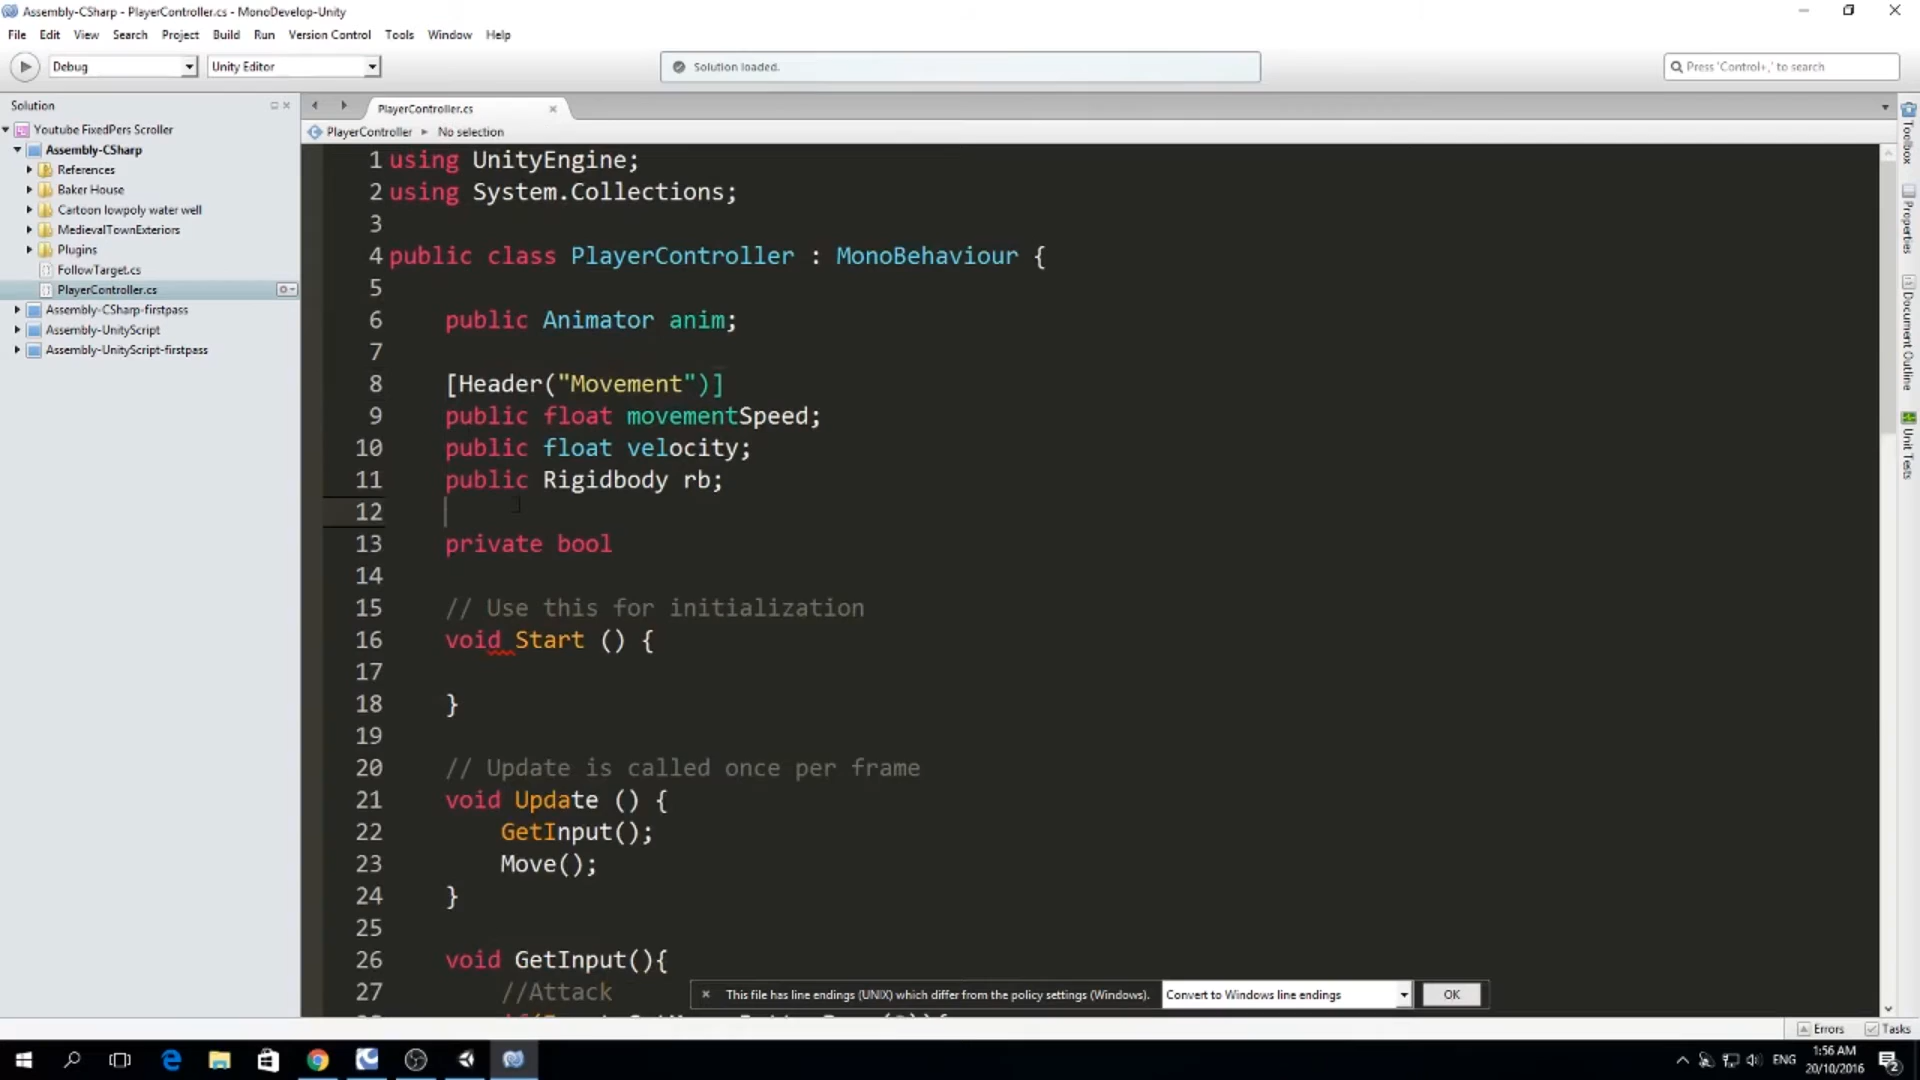 Assembly-CSharp - PlayerController.cs - MonoDevelop-Unity
File Edit View Search Project Build Run Version Control Tools Window Help
Debug Unity Editor Solution loaded. Press 'Control+,' to search
Solution
Youtube FixedPers Scroller
Assembly-CSharp
References
Baker House
Cartoon lowpoly water well
MedievalTownExteriors
Plugins
FollowTarget.cs
PlayerController.cs
Assembly-CSharp-firstpass
Assembly-UnityScript
Assembly-UnityScript-firstpass
PlayerController.cs
PlayerController No selection
1 using UnityEngine;
2 using System.Collections;
3
4 public class PlayerController : MonoBehaviour {
5
6 public Animator anim;
7
8 [Header("Movement")]
9 public float movementSpeed;
10 public float velocity;
11 public Rigidbody rb;
12
13 private bool
14
15 // Use this for initialization
16 void Start () {
17
18 }
19
20 // Update is called once per frame
21 void Update () {
22 GetInput();
23 Move();
24 }
25
26 void GetInput(){
27 //Attack
This file has line endings (UNIX) which differ from the policy settings (Windows). Convert to Windows line endings OK
Toolbox
Properties
Document Outline
Unit Tests
Errors Tasks
ENG
1:56 AM
20/10/2016
2